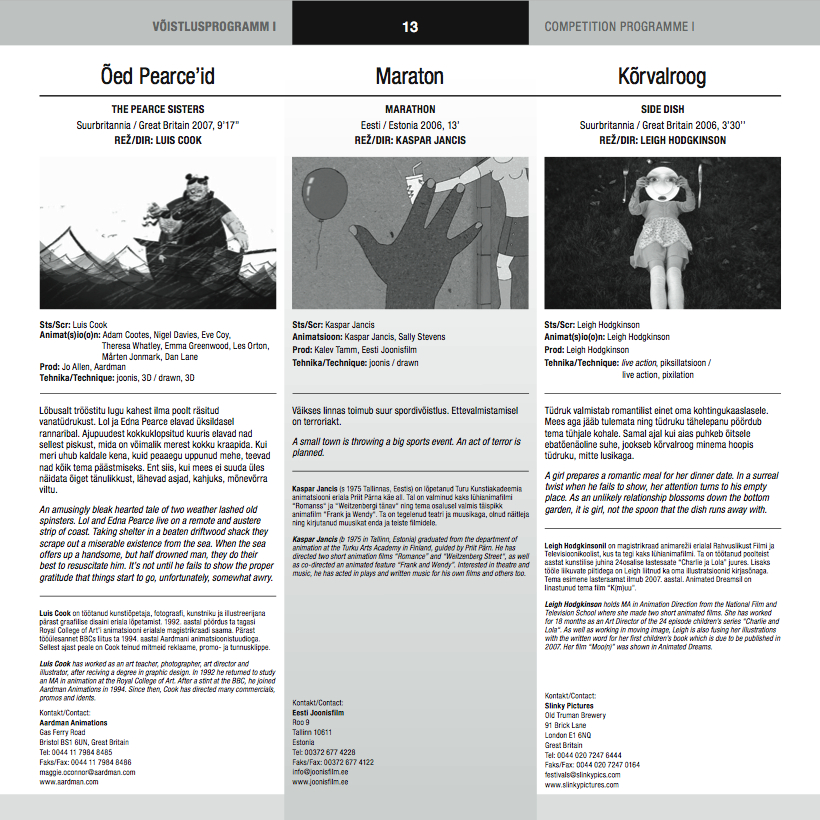 VÕISTLUSPROGRAMM I
13
COMPETITION PROGRAMME I
Õed Pearce'id
THE PEARCE SISTERS
Suurbritannia / Great Britain 2007, 9'17"
REŽ/DIR: LUIS COOK
Sts/Scr: Luis Cook
Animat(s)io(o)n): Adam Cootes, Nigel Davies, Eve Coy,
Theresa Whatley, Emma Greenwood, Les Orton,
Mårten Jonmark, Dan Lane
Prod: Jo Allen, Aardman
Tehnika/Technique: joonis, 3D / drawn, 3D
Lõbusalt trööstitu lugu kahest ilma poolt räsitud
vanatüdrukust. Lol ja Edna Pearce elavad üksildasel
rannaribal. Ajupuudest kokkuklopsitud kuuris elavad nad
sellest piskust, mida on võimalik merest kokku kraapida. Kui
meri uhub kaldale kena, kuid peaaegu uppunud mehe, teevad
nad kõik tema päästmiseks. Ent siis, kui mees ei suuda üles
näidata õiget tänulikkust, lähevad asjad, kahjuks, mõnevõrra
viltu.
An amusingly bleak hearted tale of two weather lashed old
spinsters. Lol and Edna Pearce live on a remote and austere
strip of coast. Taking shelter in a beaten driftwood shack they
scrape out a miserable existence from the sea. When the sea
offers up a handsome, but half drowned man, they do their
best to resuscitate him. It's not until he fails to show the proper
gratitude that things start to go, unfortunately, somewhat awry.
Luis Cook on töötanud kunstiõpetaja, fotograafi, kunstniku ja illustreerijana
pärast graafilise disaini eriala lõpetamist. 1992. aastal pöördus ta tagasi
Royal College of Art'i animatsiooni erialale magistrikraadi saama. Pärast
tööülesannet BBCs liitus ta 1994. aastal Aardmani animatsioonistuudioga.
Sellest ajast peale on Cook teinud mitmeid reklaame, promo- ja tunnusklippe.
Luis Cook has worked as an art teacher, photographer, art director and
illustrator, after reciving a degree in graphic design. In 1992 he returned to study
an MA in animation at the Royal College of Art. After a stint at the BBC, he joined
Aardman Animations in 1994. Since then, Cook has directed many commercials,
promos and idents.
Kontakt/Contact:
Aardman Animations
Gas Ferry Road
Bristol BS1 6UN, Great Britain
Tel: 0044 11 7984 8485
Faks/Fax: 0044 11 7984 8486
maggie.oconnor@aardman.com
www.aardman.com
Maraton
MARATHON
Eesti / Estonia 2006, 13'
REŽ/DIR: KASPAR JANCIS
Sts/Scr: Kaspar Jancis
Animatsioon: Kaspar Jancis, Sally Stevens
Prod: Kalev Tamm, Eesti Joonisfilm
Tehnika/Technique: joonis / drawn
Väikses linnas toimub suur spordivõistlus. Ettevalmistamisel
on terroriakt.
A small town is throwing a big sports event. An act of terror is
planned.
Kaspar Jancis (s 1975 Tallinnas, Eestis) on lõpetanud Turu Kunstiakadeemia
animatsiooni eriala Priit Pärna käe all. Tal on valminud kaks lühianimafilmi
"Romanss" ja "Weitzenbergi tänav" ning tema osalusel valmis täispikk
animafilm "Frank ja Wendy". Ta on tegelenud teatri ja muusikaga, olnud näitleja
ning kirjutanud muusikat enda ja teiste filmidele.
Kaspar Jancis (b 1975 in Tallinn, Estonia) graduated from the department of
animation at the Turku Arts Academy in Finland, guided by Priit Pärn. He has
directed two short animation films "Romance" and "Weitzenberg Street", as well
as co-directed an animated feature "Frank and Wendy". Interested in theatre and
music, he has acted in plays and written music for his own films and others too.
Kontakt/Contact:
Eesti Joonisfilm
Roo 9
Tallinn 10611
Estonia
Tel: 00372 677 4228
Faks/Fax: 00372 677 4122
info@joonisfilm.ee
www.joonisfilm.ee
Kõrvalroog
SIDE DISH
Suurbritannia / Great Britain 2006, 3'30''
REŽ/DIR: LEIGH HODGKINSON
Sts/Scr: Leigh Hodgkinson
Animat(s)io(o)n: Leigh Hodgkinson
Prod: Leigh Hodgkinson
Tehnika/Technique: live action, piksillatsioon /
live action, pixilation
Tüdruk valmistab romantilist einet oma kohtingukaaslasele.
Mees aga jääb tulemata ning tüdruku tähelepanu pöördub
tema tühjale kohale. Samal ajal kui aias puhkeb õitsele
ebatõenäoline suhe, jookseb kõrvalroog minema hoopis
tüdruku, mitte lusikaga.
A girl prepares a romantic meal for her dinner date. In a surreal
twist when he fails to show, her attention turns to his empty
place. As an unlikely relationship blossoms down the bottom
garden, it is girl, not the spoon that the dish runs away with.
Leigh Hodgkinsonil on magistrikraad animarežii erialal Rahvuslikust Filmi ja
Televisioonikoolist, kus ta tegi kaks lühianimafilmi. Ta on töötanud poolteist
aastat kunstilise juhina 24osalise lastesaate "Charlie ja Lola" juures. Lisaks
tööle liikuvate piltidega on Leigh liitnud ka oma illustratsioonid kirjasõnaga.
Tema esimene lasteraamat ilmub 2007. aastal. Animated Dreamsil on
linastunud tema film "K(m)uu".
Leigh Hodgkinson holds MA in Animation Direction from the National Film and
Television School where she made two short animated films. She has worked
for 18 months as an Art Director of the 24 episode children's series "Charlie and
Lola". As well as working in moving image, Leigh is also fusing her illustrations
with the written word for her first children's book which is due to be published in
2007. Her film "Moo(n)" was shown in Animated Dreams.
Kontakt/Contact:
Slinky Pictures
Old Truman Brewery
91 Brick Lane
London E1 6NQ
Great Britain
Tel: 0044 020 7247 6444
Faks/Fax: 0044 020 7247 0164
festivals@slinkypics.com
www.slinkypictures.com